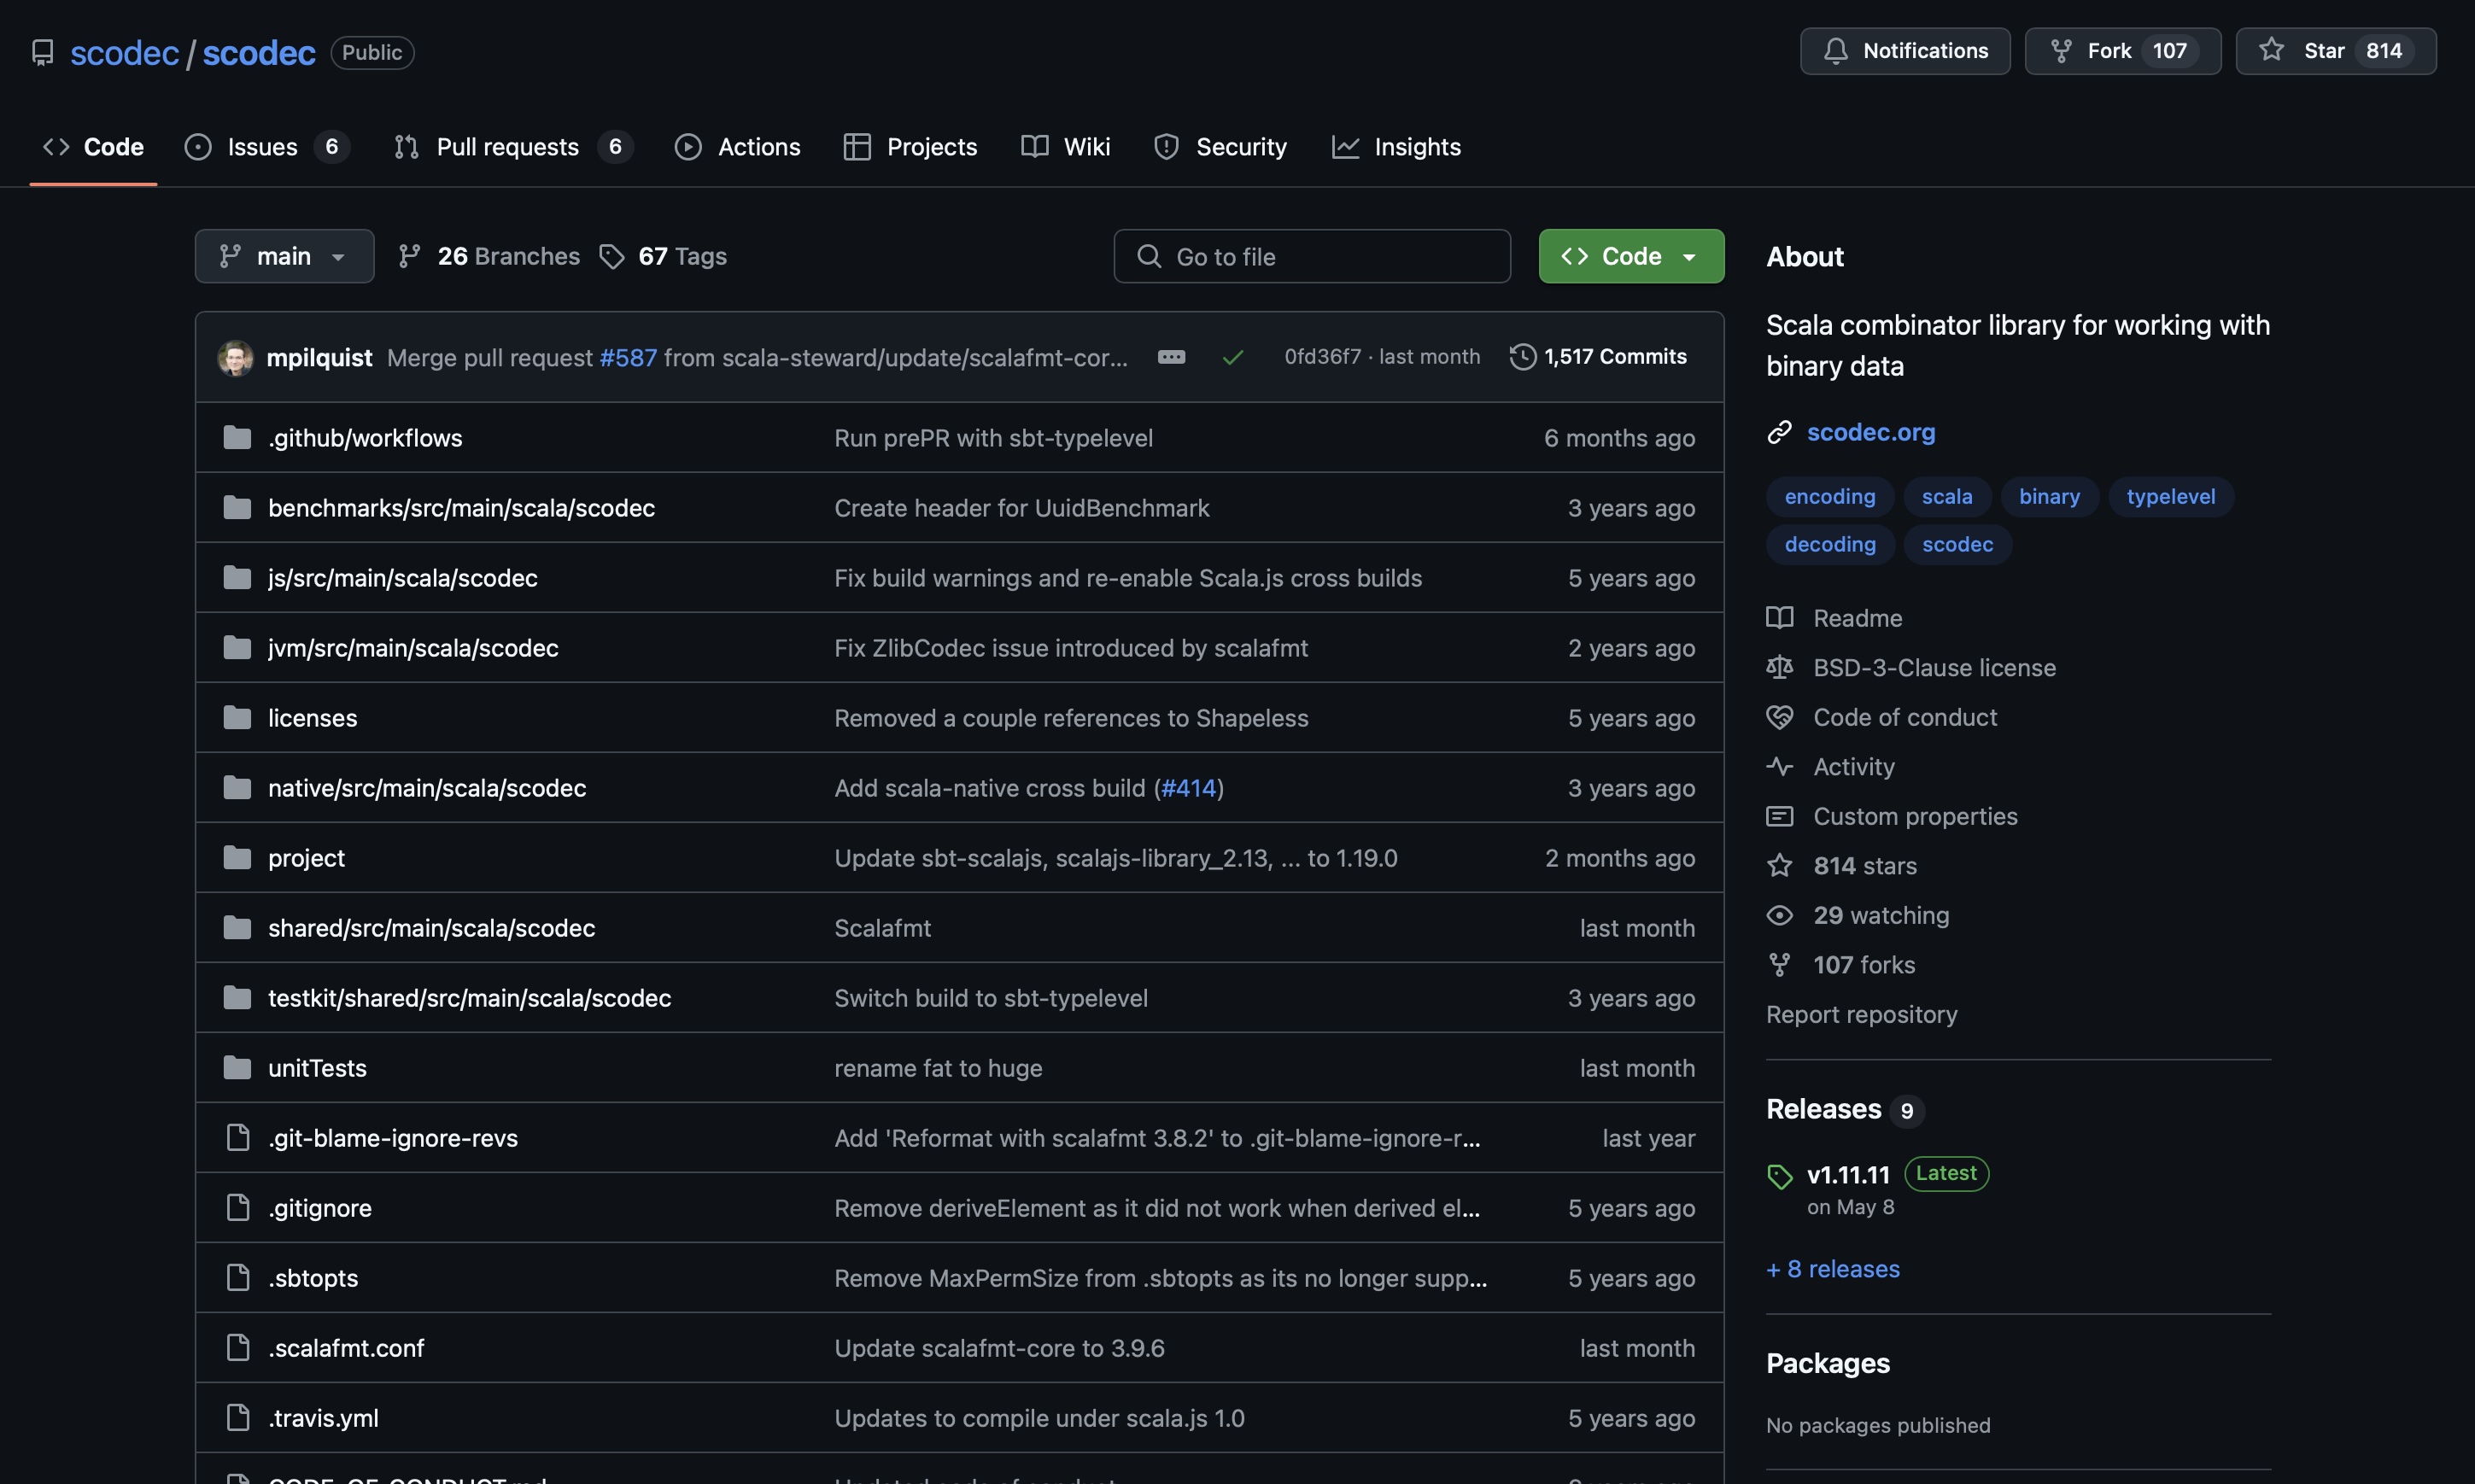 scodec / scodec Public
Notifications Fork 107 Star 814
Code Issues 6 Pull requests 6 Actions Projects Wiki Security Insights
main 26 Branches 67 Tags Go to file Code
mpilquist Merge pull request #587 from scala-steward/update/scalafmt-cor... 0fd36f7 · last month 1,517 Commits
.github/workflows Run prePR with sbt-typelevel 6 months ago
benchmarks/src/main/scala/scodec Create header for UuidBenchmark 3 years ago
js/src/main/scala/scodec Fix build warnings and re-enable Scala.js cross builds 5 years ago
jvm/src/main/scala/scodec Fix ZlibCodec issue introduced by scalafmt 2 years ago
licenses Removed a couple references to Shapeless 5 years ago
native/src/main/scala/scodec Add scala-native cross build (#414) 3 years ago
project Update sbt-scalajs, scalajs-library_2.13, ... to 1.19.0 2 months ago
shared/src/main/scala/scodec Scalafmt last month
testkit/shared/src/main/scala/scodec Switch build to sbt-typelevel 3 years ago
unitTests rename fat to huge last month
.git-blame-ignore-revs Add 'Reformat with scalafmt 3.8.2' to .git-blame-ignore-r... last year
.gitignore Remove deriveElement as it did not work when derived el... 5 years ago
.sbtopts Remove MaxPermSize from .sbtopts as its no longer supp... 5 years ago
.scalafmt.conf Update scalafmt-core to 3.9.6 last month
.travis.yml Updates to compile under scala.js 1.0 5 years ago
About
Scala combinator library for working with
binary data
scodec.org
encoding scala binary typelevel
decoding scodec
Readme
BSD-3-Clause license
Code of conduct
Activity
Custom properties
814 stars
29 watching
107 forks
Report repository
Releases 9
v1.11.11 Latest
on May 8
+ 8 releases
Packages
No packages published